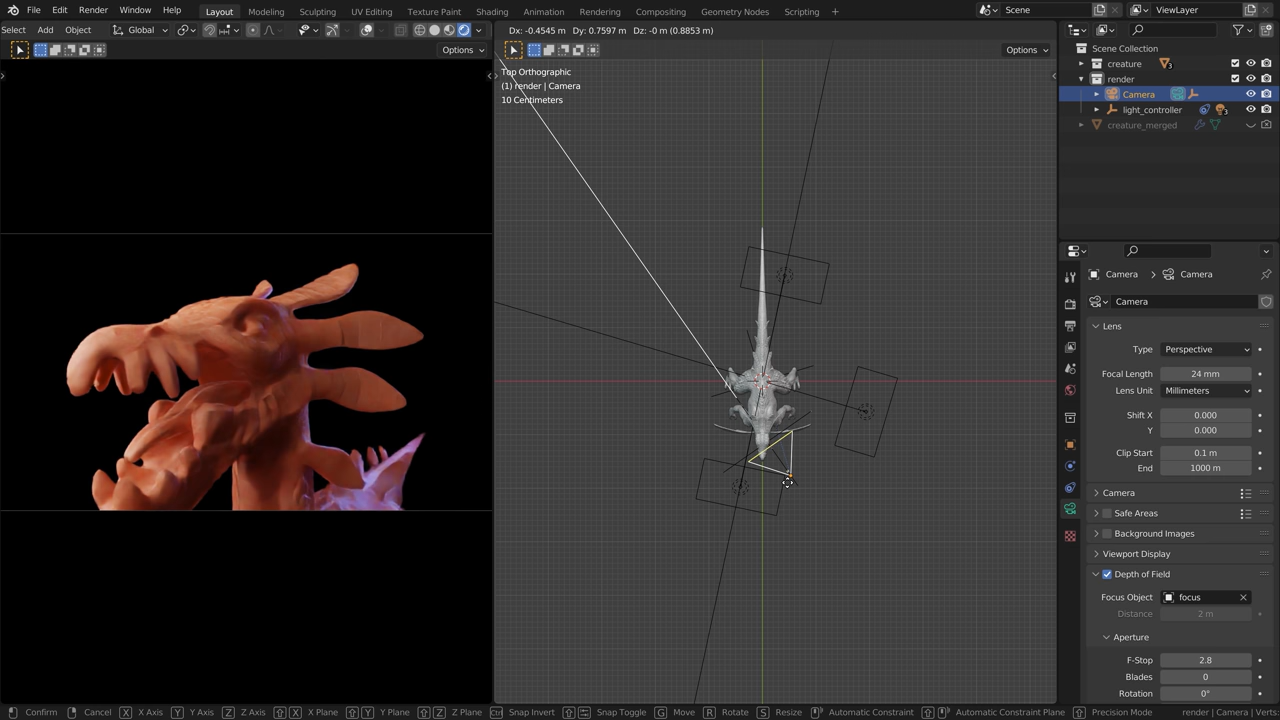 File Edit Render Window Help Layout Modeling Sculpting UV Editing Texture Paint Shading Animation Rendering Compositing Geometry Nodes Scripting + Scene ViewLayer
Select Add Object Global
Dx: -0.4545 m Dy: 0.7597 m Dz: -0 m (0.8853 m)
Options
Options
Top Orthographic
(1) render | Camera
10 Centimeters
Scene Collection
creature 3
render
Camera
light_controller 3
creature_merged
Camera Camera
Camera
Lens
Type Perspective
Focal Length 24 mm
Lens Unit Millimeters
Shift X 0.000
Y 0.000
Clip Start 0.1 m
End 1000 m
Camera
Safe Areas
Background Images
Viewport Display
Depth of Field
Focus Object focus
Distance 2 m
Aperture
F-Stop 2.8
Blades 0
Rotation 0°
Confirm Cancel X X Axis Y Y Axis Z Z Axis X X Plane Y Y Plane Z Z Plane Ctrl Snap Invert Snap Toggle G Move R Rotate S Resize Automatic Constraint Automatic Constraint Plane Precision Mode render | Camera | Verts: